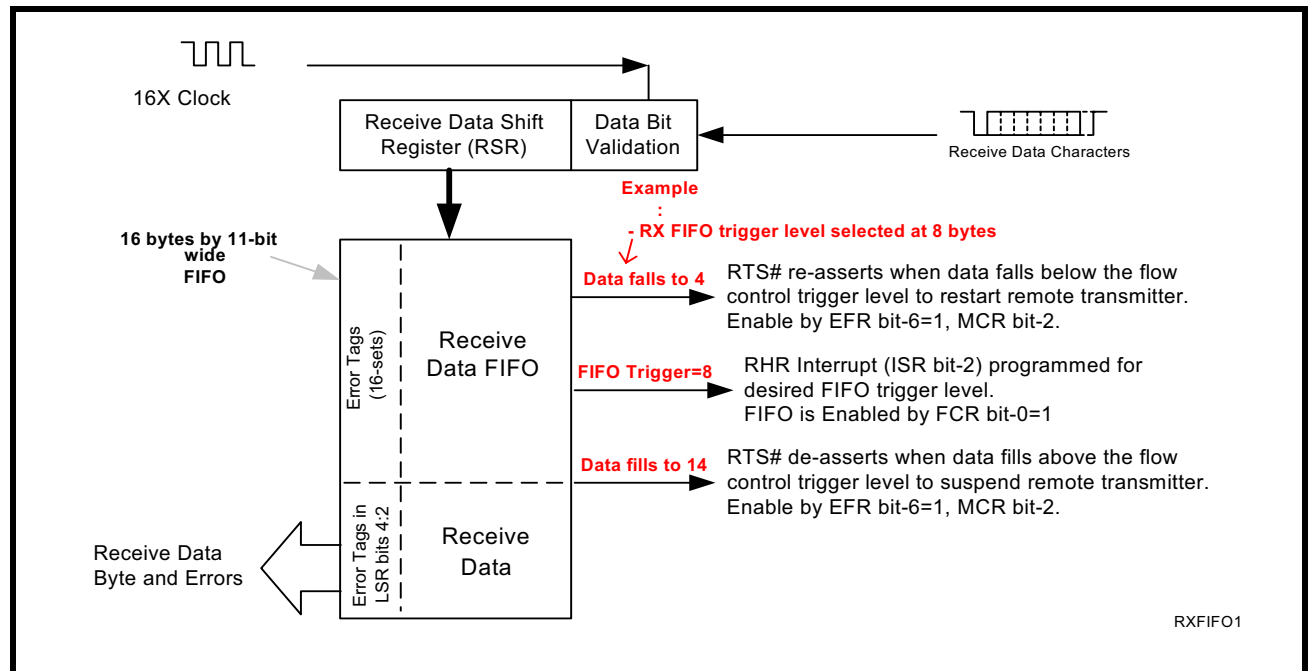 16X Clock
Receive Data Shift
Register (RSR)
Data Bit
Validation
Receive Data Characters
Example
:
- RX FIFO trigger level selected at 8 bytes
16 bytes by 11-bit
wide
FIFO
Data falls to 4
RTS# re-asserts when data falls below the flow
control trigger level to restart remote transmitter.
Enable by EFR bit-6=1, MCR bit-2.
Error Tags
(16-sets)
Receive
Data FIFO
FIFO Trigger=8
RHR Interrupt (ISR bit-2) programmed for
desired FIFO trigger level.
FIFO is Enabled by FCR bit-0=1
Data fills to 14
RTS# de-asserts when data fills above the flow
control trigger level to suspend remote transmitter.
Enable by EFR bit-6=1, MCR bit-2.
Error Tags in
LSR bits 4:2
Receive
Data
Receive Data
Byte and Errors
RXFIFO1